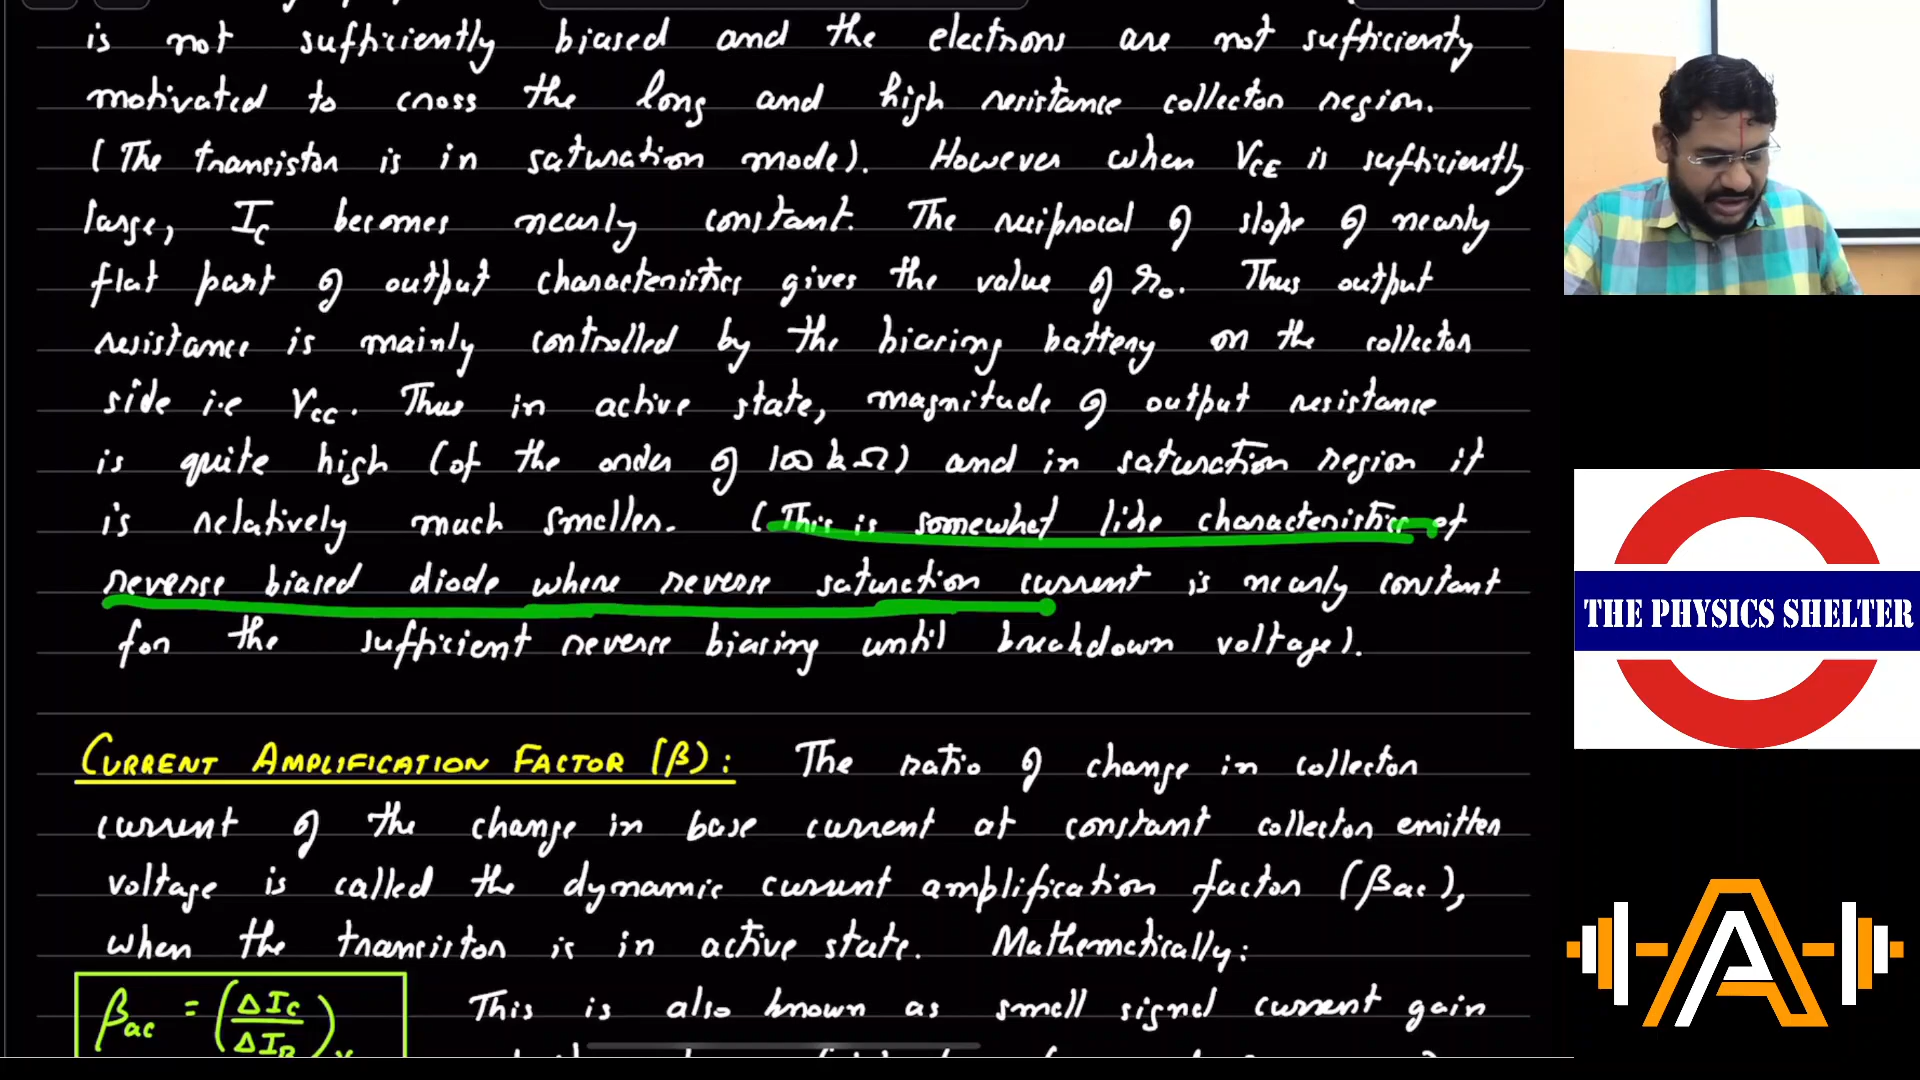 is not sufficiently biased and the electrons are not sufficienty
motivated to cross the long and high resistance collector region.
(The transistor is in saturation mode). However when VCE is sufficiently
large, Ic becomes nearly constant. The reciprocal of slope of nearly
flat part of output characteristics gives the value of ro. Thus output
resistance is mainly controlled by the biasing battery on the collector
side i.e Vcc. Thus in active state, magnitude of output resistance
is quite high (of the order of 100 kΩ) and in saturation region it
is relatively much smaller. (This is somewhat like characteristics of
reverse biased diode where reverse saturation current is nearly constant
for the sufficient reverse biasing until breakdown voltage).
CURRENT AMPLIFICATION FACTOR (β): The ratio of change in collector
current of the change in base current at constant collector emitter
voltage is called the dynamic current amplification factor (βac),
when the transistor is in active state. Mathematically:
βac = (ΔIc/ΔIB) This is also known as small signal current gain
THE PHYSICS SHELTER